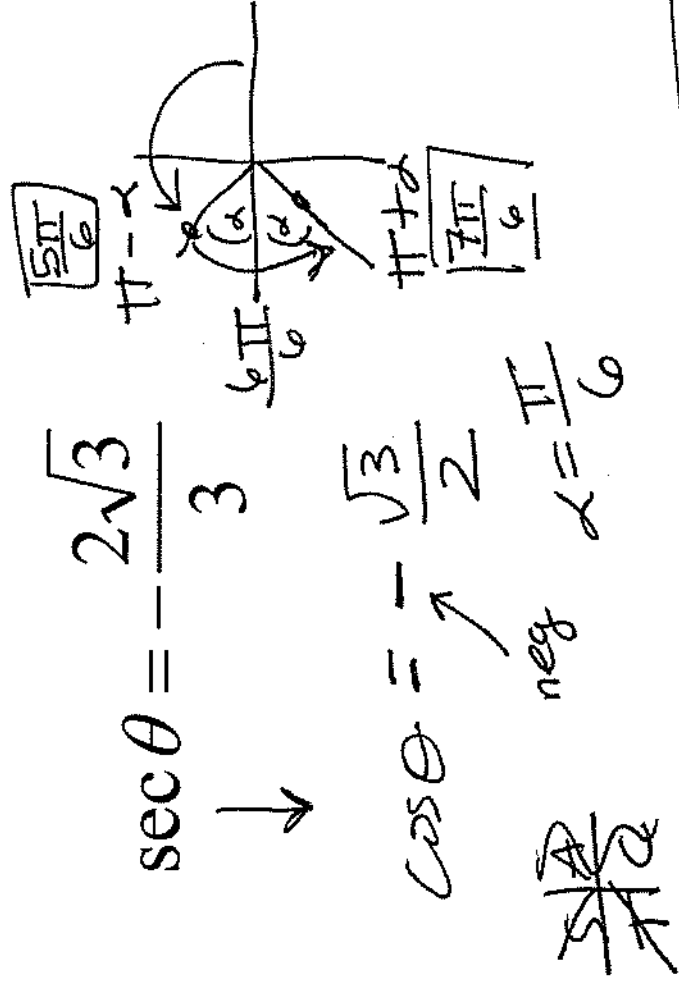 sec θ = − 2√3/3
↓
cos θ = − √3/2
neg
α = π/6
S A
T C
5π/6
π − α
α
α
6π/6
π + α
7π/6